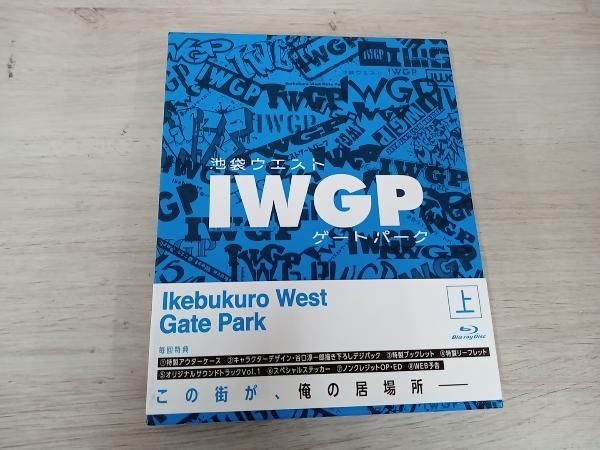 池袋ウエスト
IWGP
ゲートパーク
Ikebukuro West
Gate Park
上
Blu-ray Disc
毎回特典
①特製アウターケース ②キャラクターデザイン・谷口淳一郎描き下ろしデジパック ③特製ブックレット ④特製リーフレット
⑤オリジナルサウンドトラックVol.1 ⑥スペシャルステッカー ⑦ノンクレジットOP・ED ⑧WEB予告
この街が、俺の居場所――